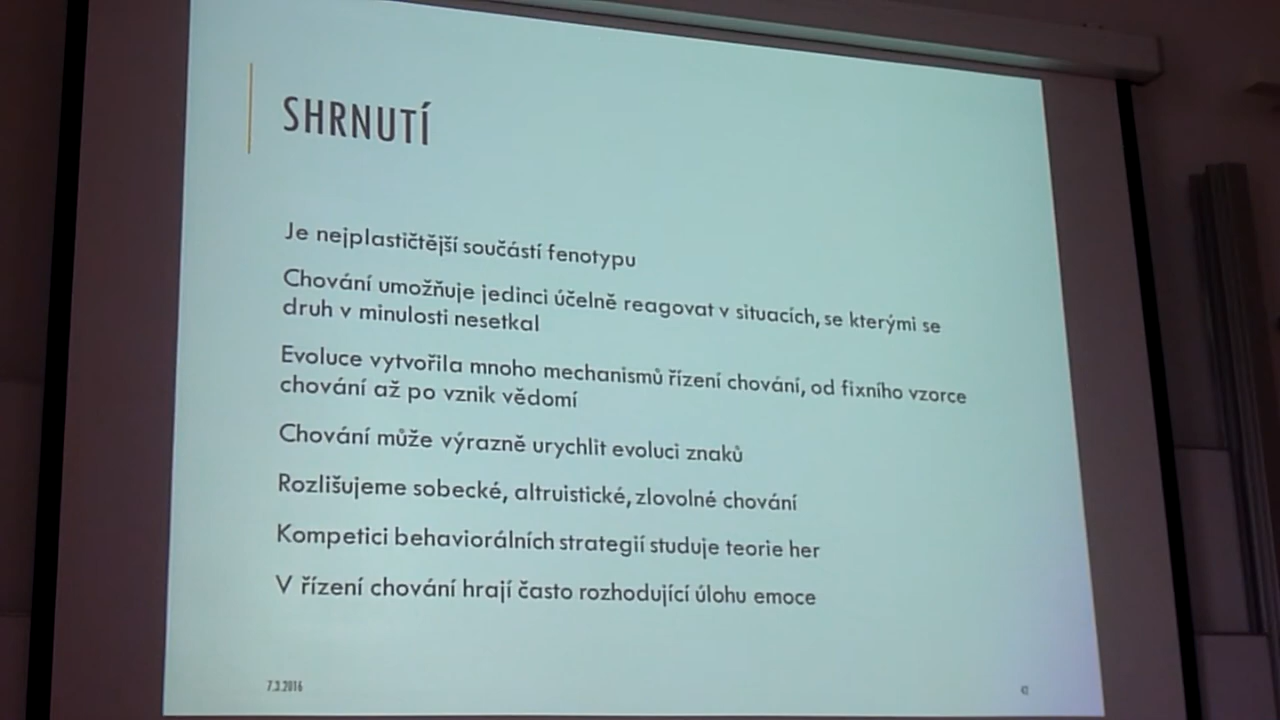 SHRNUTÍ
Je nejplastičtější součástí fenotypu
Chování umožňuje jedinci účelně reagovat v situacích, se kterými se
druh v minulosti nesetkal
Evoluce vytvořila mnoho mechanismů řízení chování, od fixního vzorce
chování až po vznik vědomí
Chování může výrazně urychlit evoluci znaků
Rozlišujeme sobecké, altruistické, zlovolné chování
Kompetici behaviorálních strategií studuje teorie her
V řízení chování hrají často rozhodující úlohu emoce
7.3.2016